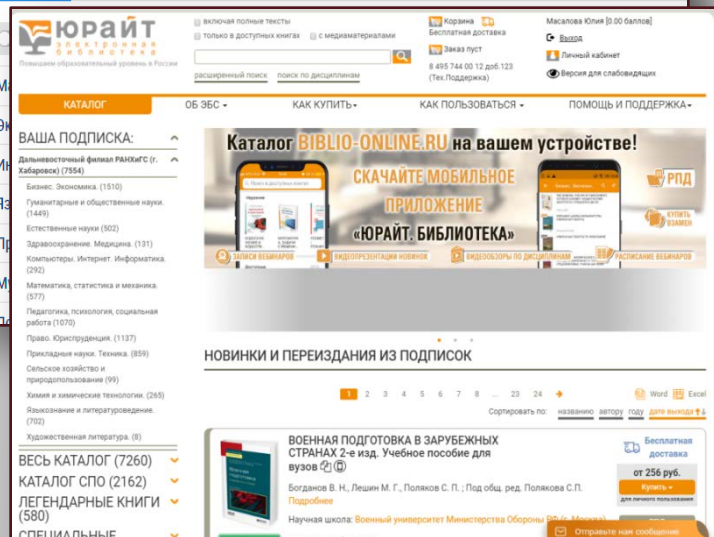 юрайт
электронная
библиотека
Повышаем образовательный уровень в России
включая полные тексты
только в доступных книгах
с медиаматериалами
расширенный поиск
поиск по дисциплинам
Корзина
Бесплатная доставка
Заказ пуст
8 495 744 00 12 доб.123
(Тех.Поддержка)
Масалова Юлия [0.00 баллов]
Выход
Личный кабинет
Версия для слабовидящих
КАТАЛОГ
ОБ ЭБС
КАК КУПИТЬ
КАК ПОЛЬЗОВАТЬСЯ
ПОМОЩЬ И ПОДДЕРЖКА
ВАША ПОДПИСКА:
Дальневосточный филиал РАНХиГС (г.
Хабаровск) (7554)
Бизнес. Экономика. (1510)
Гуманитарные и общественные науки.
(1449)
Естественные науки (502)
Здравоохранение. Медицина. (131)
Компьютеры. Интернет. Информатика.
(292)
Математика, статистика и механика.
(577)
Педагогика, психология, социальная
работа (1070)
Право. Юриспруденция. (1137)
Прикладные науки. Техника. (859)
Сельское хозяйство и
природопользование (99)
Химия и химические технологии. (265)
Языкознание и литературоведение.
(702)
Художественная литература. (8)
ВЕСЬ КАТАЛОГ (7260)
КАТАЛОГ СПО (2162)
ЛЕГЕНДАРНЫЕ КНИГИ
(580)
СПЕЦИАЛЬНЫЕ
Каталог BIBLIO-ONLINE.RU на вашем устройстве!
СКАЧАЙТЕ МОБИЛЬНОЕ
ПРИЛОЖЕНИЕ
«ЮРАЙТ. БИБЛИОТЕКА»
РПД
КУПИТЬ
ВЗАМЕН
ЗАПИСИ ВЕБИНАРОВ
ВИДЕОПРЕЗЕНТАЦИИ НОВИНОК
ВИДЕООБЗОРЫ ПО ДИСЦИПЛИНАМ
РАСПИСАНИЕ ВЕБИНАРОВ
НОВИНКИ И ПЕРЕИЗДАНИЯ ИЗ ПОДПИСОК
1 2 3 4 5 6 7 8 ... 23 24
Word
Excel
Сортировать по: названию автору году дате выхода
ВОЕННАЯ ПОДГОТОВКА В ЗАРУБЕЖНЫХ
СТРАНАХ 2-е изд. Учебное пособие для
вузов
Богданов В. Н., Лешин М. Г., Поляков С. П. ; Под общ. ред. Полякова С.П.
Подробнее
Научная школа: Военный университет Министерства Обороны РФ (г. Москва)
Бесплатная
доставка
от 256 руб.
Купить
для личного пользования
Отправьте нам сообщение